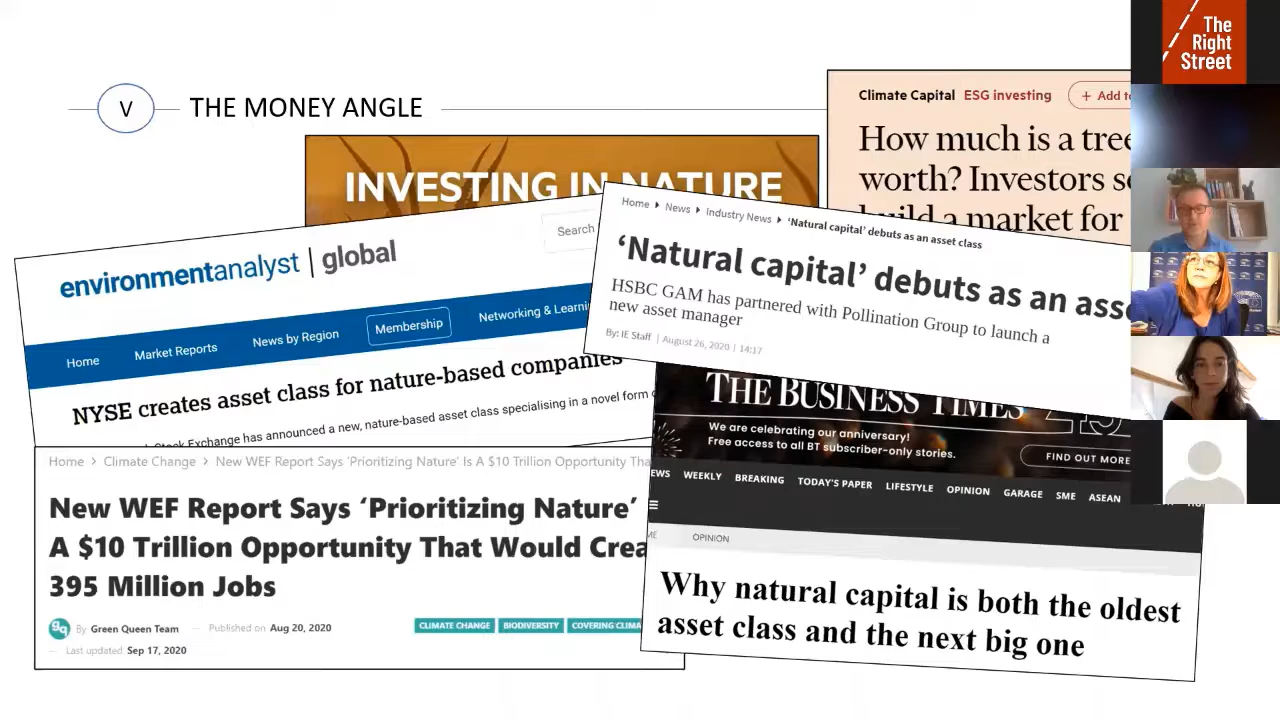 The
Right
Street
V
THE MONEY ANGLE
INVESTING IN NATURE
Climate Capital ESG investing
+ Add to
How much is a tree
worth? Investors
build a market for
environmentanalyst | global
Search
Home Market Reports News by Region Membership Networking &
NYSE creates asset class for nature-based companies
Stock Exchange has announced a new, nature-based asset class specialising in a novel form
Home News Industry News 'Natural capital' debuts as an asset class
'Natural capital' debuts as an
HSBC GAM has partnered with Pollination Group to launch a
new asset manager
By: IE Staff | August 26, 2020 | 14:17
Home > Climate Change > New WEF Report Says 'Prioritizing Nature' Is A $10 Trillion Opportunity
New WEF Report Says 'Prioritizing Nature'
A $10 Trillion Opportunity That Would
395 Million Jobs
gq By Green Queen Team — Published on Aug 20, 2020
CLIMATE CHANGE BIODIVERSITY COVERING
— Last updated: Sep 17, 2020
THE BUSINESS TIMES
We are celebrating our anniversary!
Free access to all BT subscriber-only stories.
FIND OUT MORE
WEEKLY BREAKING TODAY'S PAPER LIFESTYLE OPINION GARAGE SME ASEAN
OPINION
Why natural capital is both the oldest
asset class and the next big one